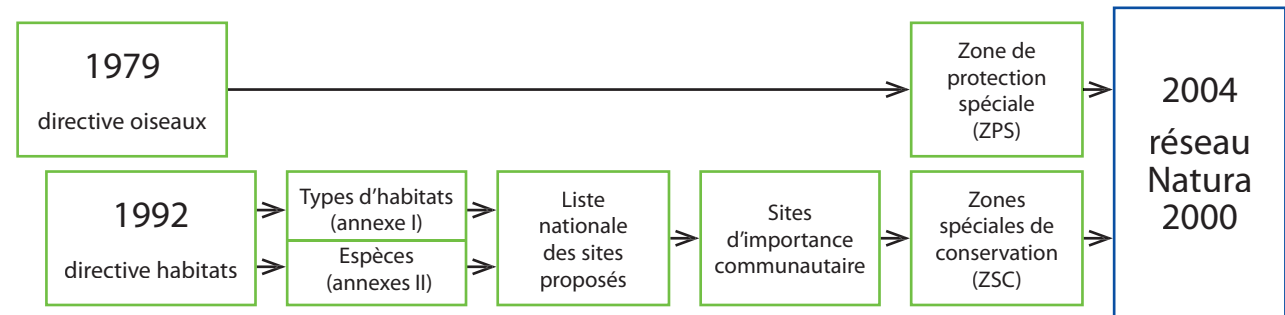 1979
directive oiseaux
Zone de
protection
spéciale
(ZPS)
2004
réseau
Natura
2000
1992
directive habitats
Types d'habitats
(annexe I)
Espèces
(annexes II)
Liste
nationale
des sites
proposés
Sites
d'importance
communautaire
Zones
spéciales de
conservation
(ZSC)